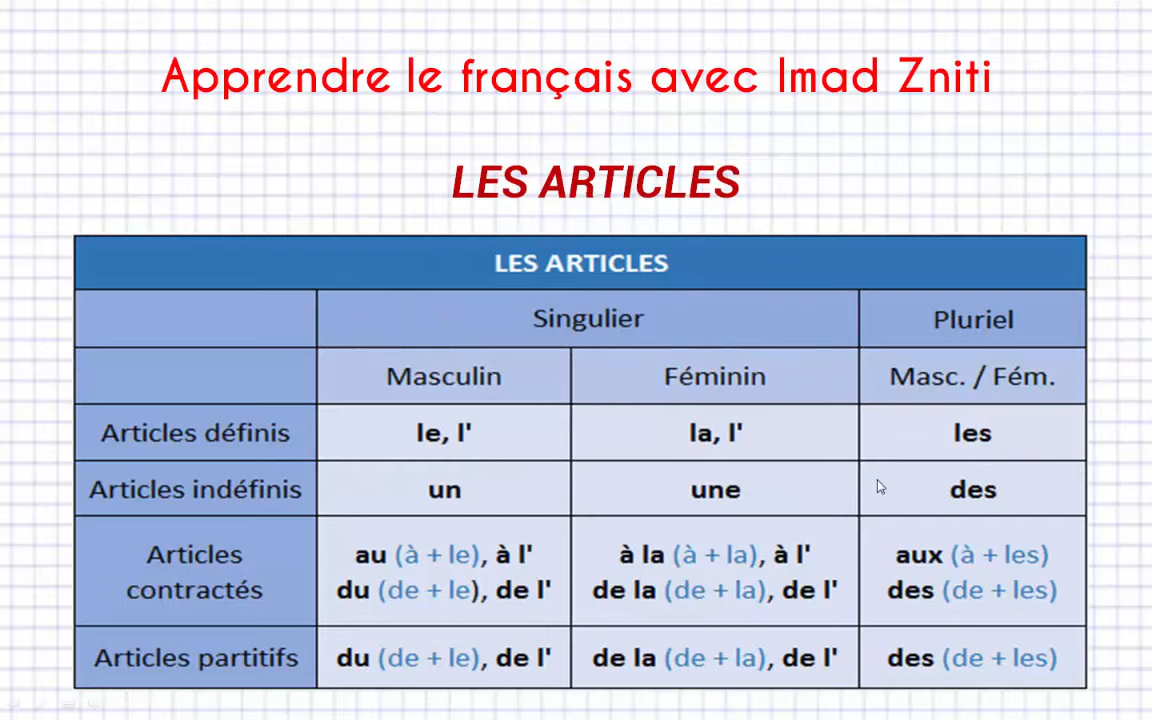 Apprendre le français avec Imad Zniti
LES ARTICLES
LES ARTICLES
Singulier Pluriel
Masculin Féminin Masc. / Fém.
Articles définis le, l' la, l' les
Articles indéfinis un une des
Articles contractés au (à + le), à l' à la (à + la), à l' aux (à + les)
du (de + le), de l' de la (de + la), de l' des (de + les)
Articles partitifs du (de + le), de l' de la (de + la), de l' des (de + les)